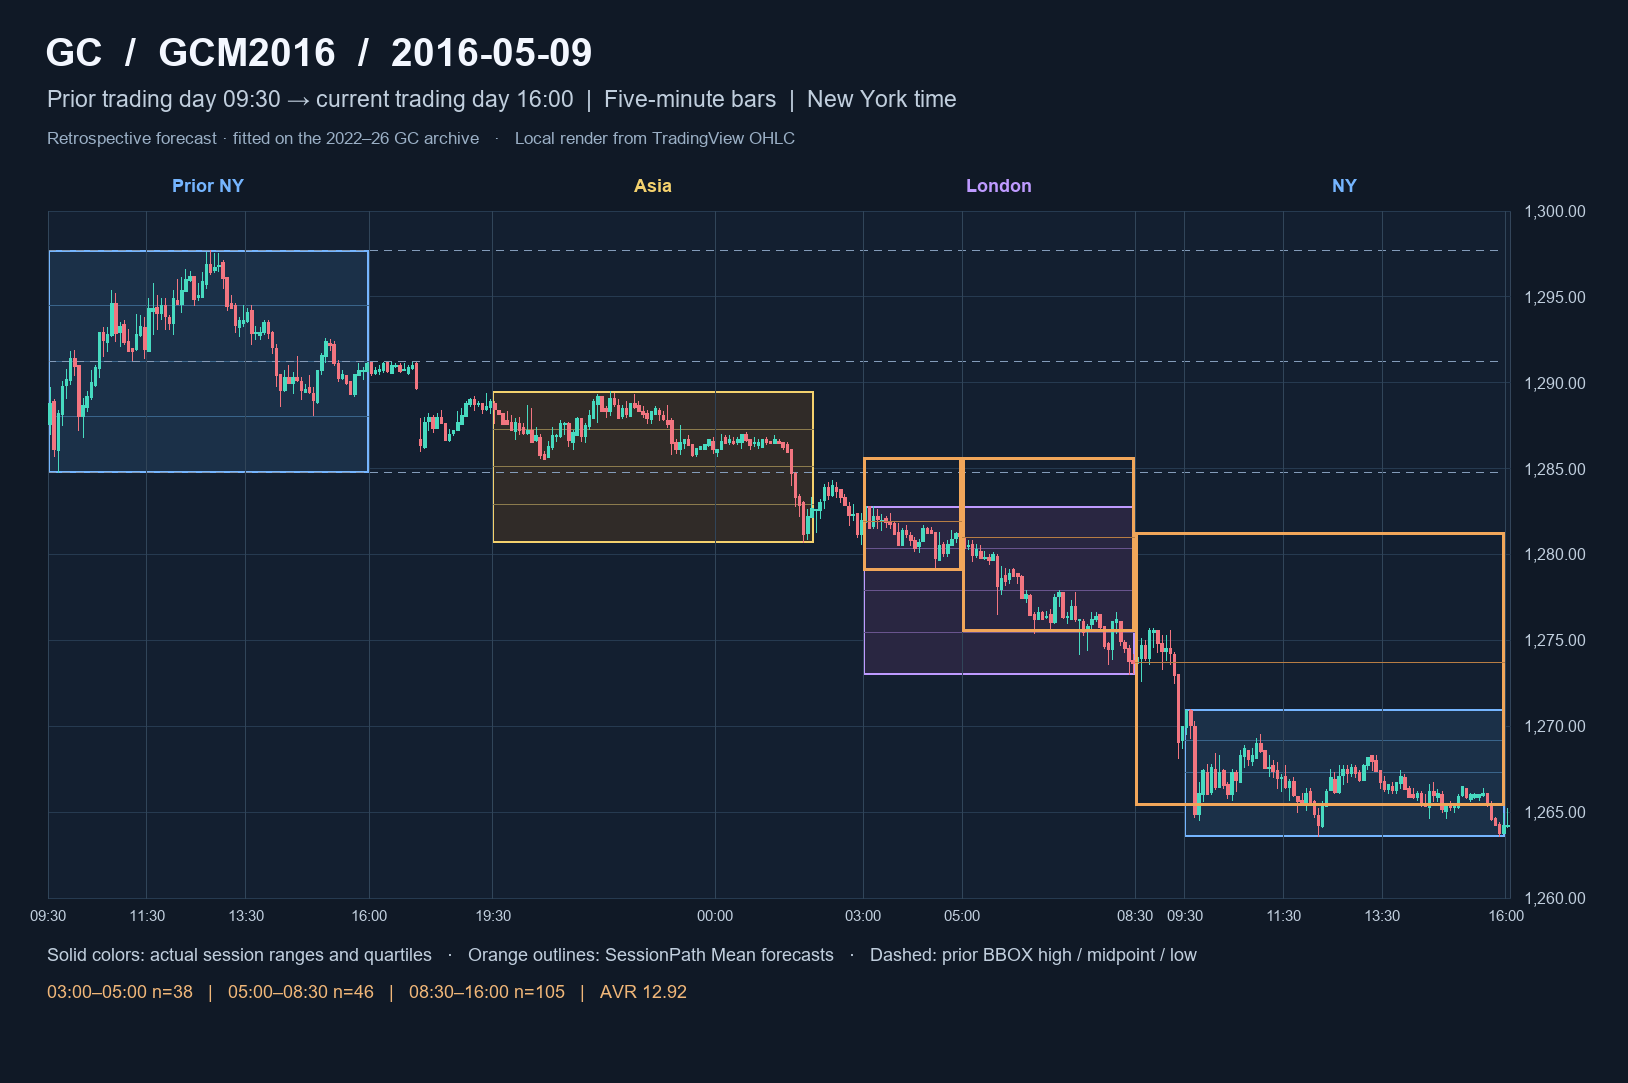 GC / GCM2016 / 2016-05-09
Prior trading day 09:30 → current trading day 16:00 | Five-minute bars | New York time
Retrospective forecast · fitted on the 2022–26 GC archive · Local render from TradingView OHLC
Prior NY Asia London NY
1,300.00
1,295.00
1,290.00
1,285.00
1,280.00
1,275.00
1,270.00
1,265.00
1,260.00
09:30 11:30 13:30 16:00 19:30 00:00 03:00 05:00 08:30 09:30 11:30 13:30 16:00
Solid colors: actual session ranges and quartiles · Orange outlines: SessionPath Mean forecasts · Dashed: prior BBOX high / midpoint / low
03:00–05:00 n=38 | 05:00–08:30 n=46 | 08:30–16:00 n=105 | AVR 12.92